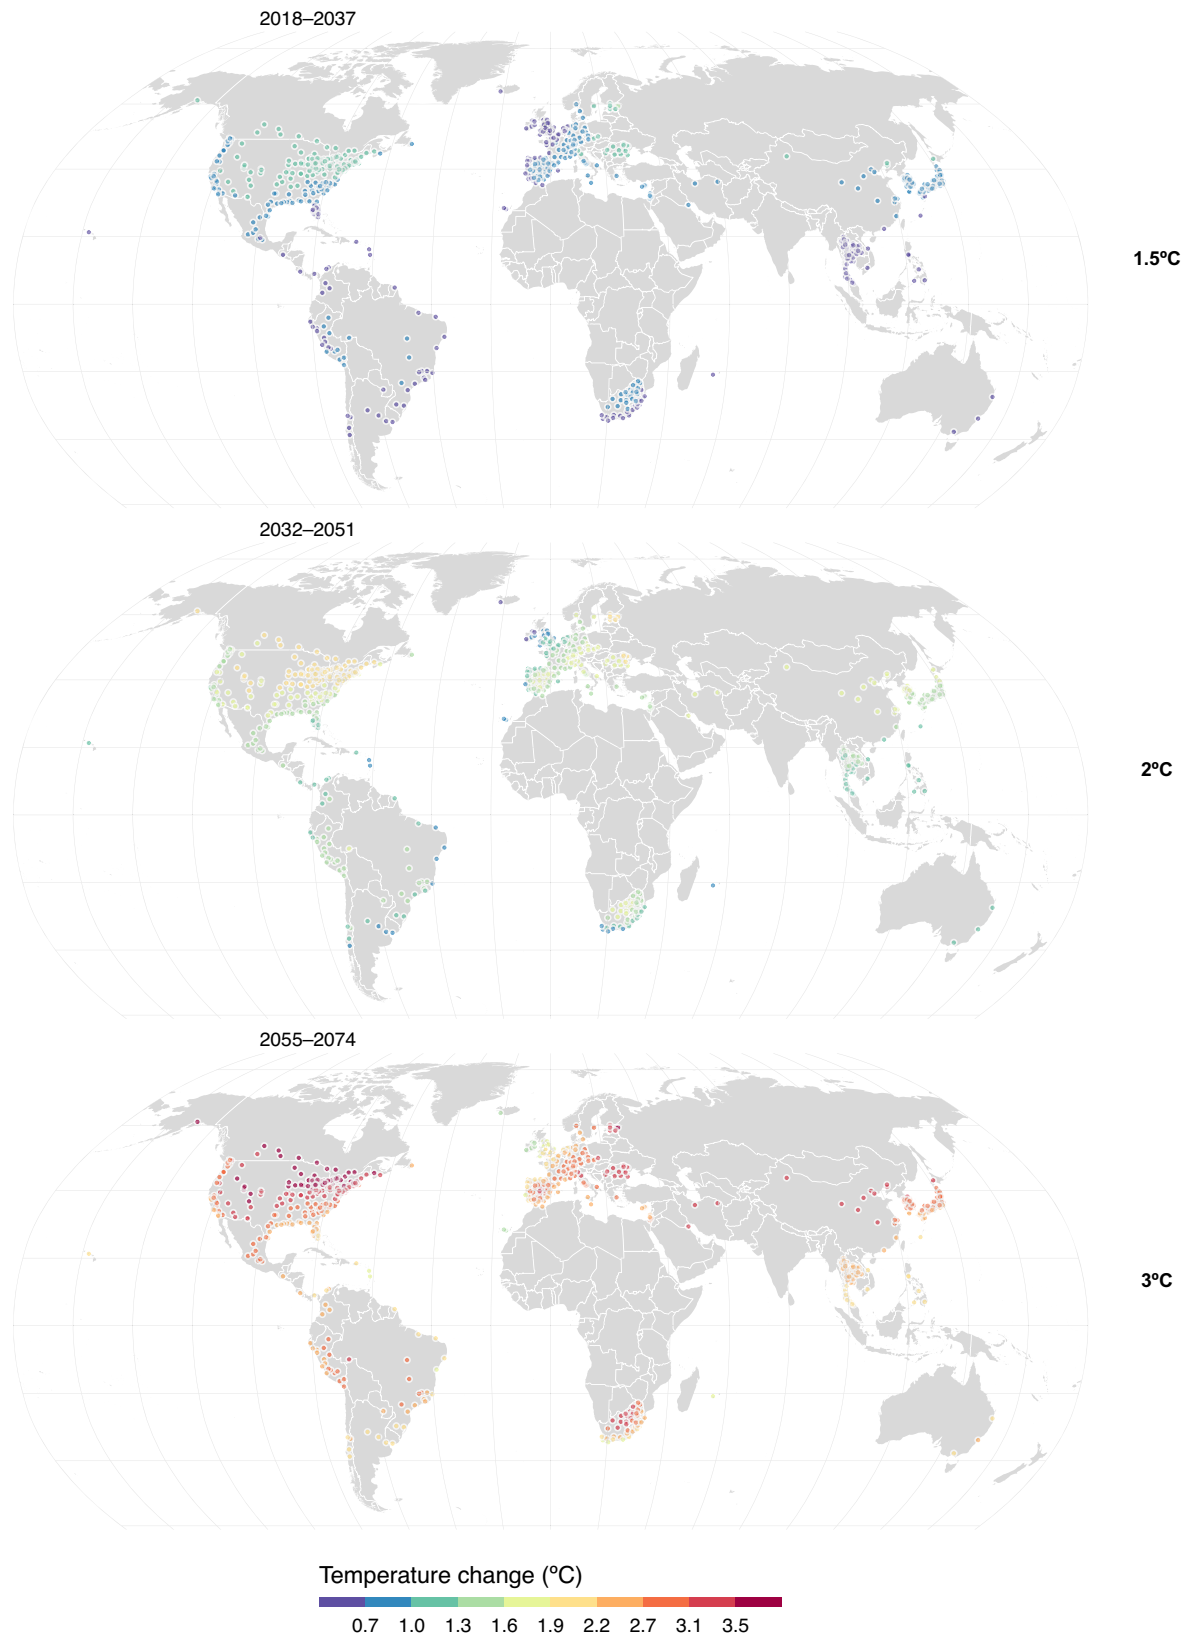 2018–2037
1.5ºC
2032–2051
2ºC
2055–2074
3ºC
Temperature change (ºC)
0.7 1.0 1.3 1.6 1.9 2.2 2.7 3.1 3.5